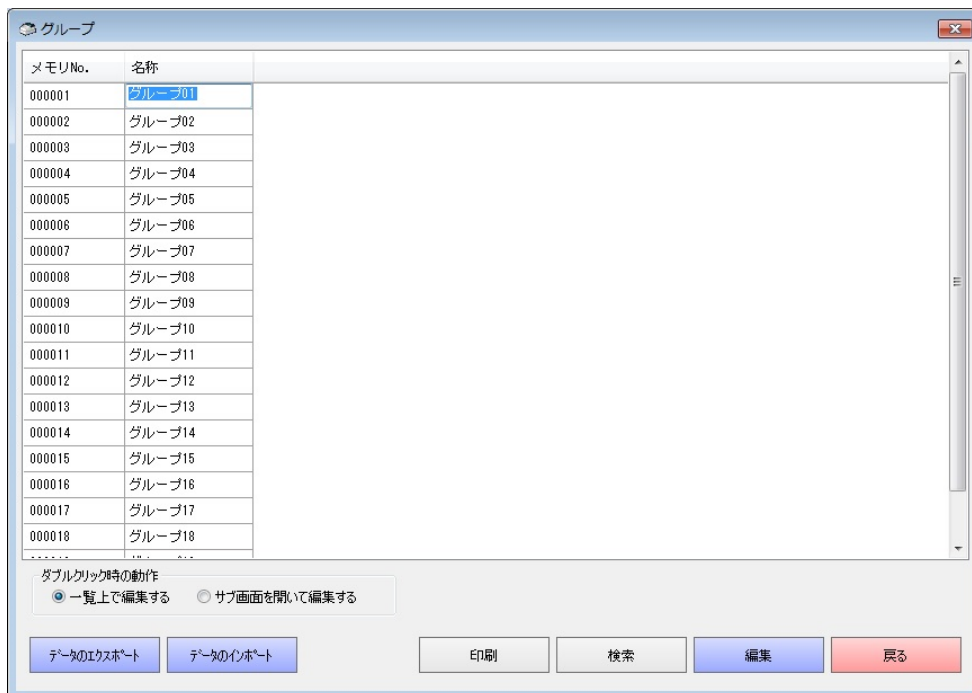 グループ
メモリNo. 名称
000001 グループ01
000002 グループ02
000003 グループ03
000004 グループ04
000005 グループ05
000006 グループ06
000007 グループ07
000008 グループ08
000009 グループ09
000010 グループ10
000011 グループ11
000012 グループ12
000013 グループ13
000014 グループ14
000015 グループ15
000016 グループ16
000017 グループ17
000018 グループ18
ダブルクリック時の動作
一覧上で編集する サブ画面を開いて編集する
データのエクスポート データのインポート 印刷 検索 編集 戻る